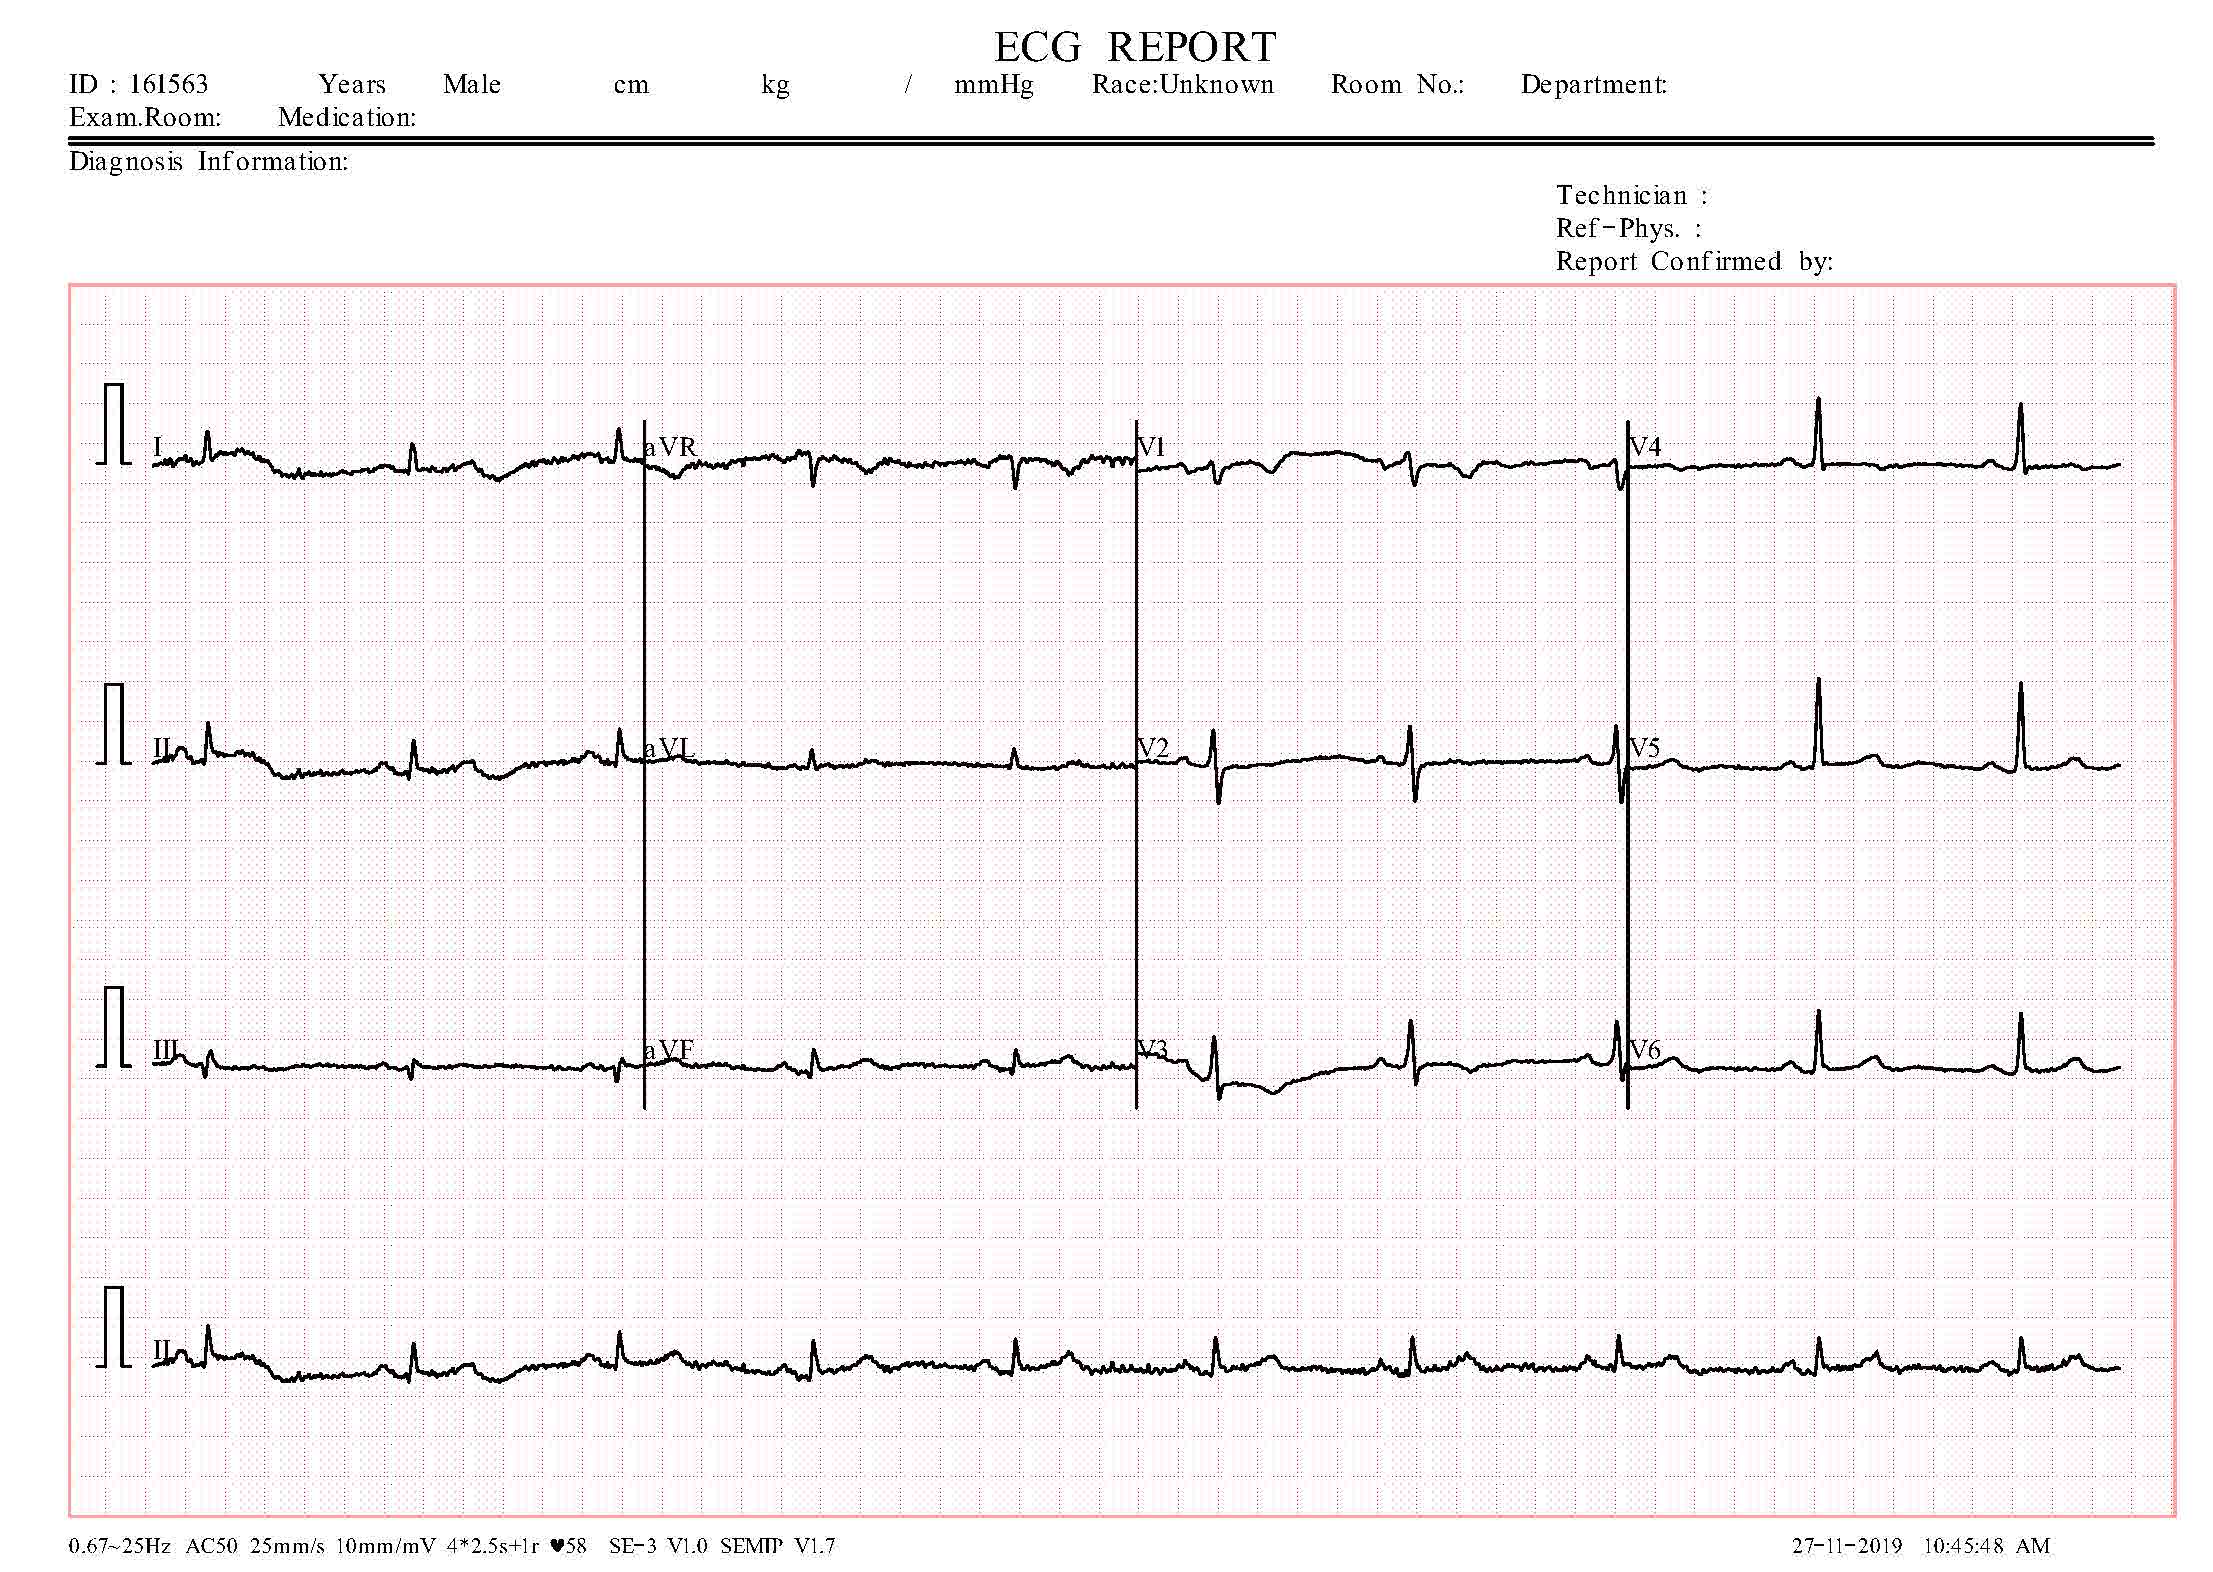 ECG REPORT
ID : 161563 Years Male cm kg / mmHg Race:Unknown Room No.: Department:
Exam.Room: Medication:
Diagnosis Information:
Technician :
Ref-Phys. :
Report Confirmed by:
I aVR V1 V4
II aVL V2 V5
III aVF V3 V6
II
0.67~25Hz AC50 25mm/s 10mm/mV 4*2.5s+1r ♥58 SE-3 V1.0 SEMIP V1.7 27-11-2019 10:45:48 AM